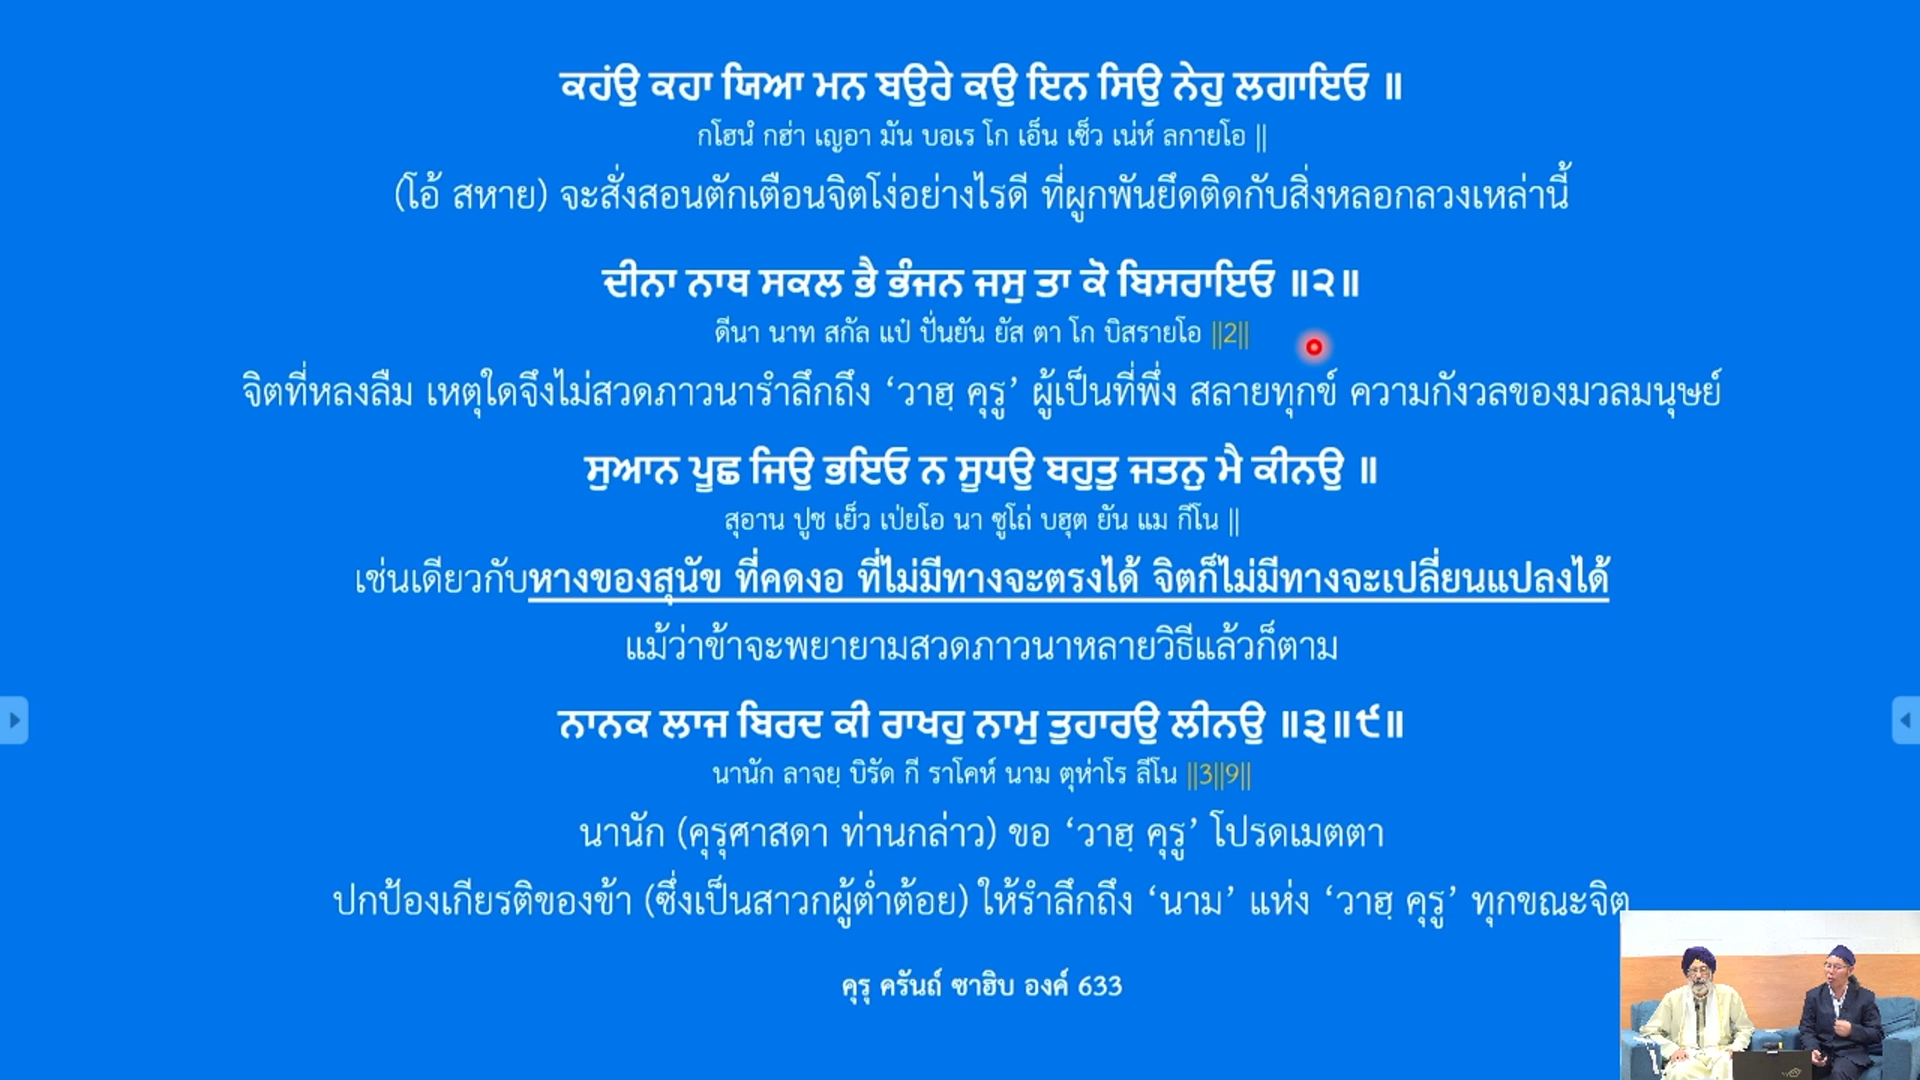 ਕਹਂਉ ਕਹਾ ਯਿਆ ਮਨ ਬਉਰੇ ਕਉ ਇਨ ਸਿਉ ਨੇਹੁ ਲਗਾਇਓ ॥
กโฮนํ กฮ่า เญอา มัน บอเร โก เอ็น เซ็ว เน่ห์ ลกายโอ ||
(โอ้ สหาย) จะสั่งสอนตักเตือนจิตโง่อย่างไรดี ที่ผูกพันยึดติดกับสิ่งหลอกลวงเหล่านี้
ਦੀਨਾ ਨਾਥ ਸਕਲ ਭੈ ਭੰਜਨ ਜਸੁ ਤਾ ਕੋ ਬਿਸਰਾਇਓ ॥੨॥
ดีนา นาท สกัล แป๋ ปั่นยัน ยัส ตา โก บิสรายโอ ||2||
จิตที่หลงลืม เหตุใดจึงไม่สวดภาวนารำลึกถึง ‘วาฮฺ คุรู’ ผู้เป็นที่พึ่ง สลายทุกข์ ความกังวลของมวลมนุษย์
ਸੁਆਨ ਪੂਛ ਜਿਉ ਭਇਓ ਨ ਸੂਧਉ ਬਹੁਤੁ ਜਤਨੁ ਮੈ ਕੀਨਉ ॥
สุอาน ปูช เย็ว เป่ยโอ นา ซูโถ่ บฮุต ยัน แม กีโน ||
เช่นเดียวกับหางของสุนัข ที่คดงอ ที่ไม่มีทางจะตรงได้ จิตก็ไม่มีทางจะเปลี่ยนแปลงได้
แม้ว่าข้าจะพยายามสวดภาวนาหลายวิธีแล้วก็ตาม
ਨਾਨਕ ਲਾਜ ਬਿਰਦ ਕੀ ਰਾਖਹੁ ਨਾਮੁ ਤੁਹਾਰਉ ਲੀਨਉ ॥੩॥੯॥
นานัก ลาจยฺ บิรัด กี ราโคห์ นาม ตุห่าโร ลีโน ||3||9||
นานัก (คุรุศาสดา ท่านกล่าว) ขอ ‘วาฮฺ คุรู’ โปรดเมตตา
ปกป้องเกียรติของข้า (ซึ่งเป็นสาวกผู้ต่ำต้อย) ให้รำลึกถึง ‘นาม’ แห่ง ‘วาฮฺ คุรู’ ทุกขณะจิต
คุรุ ครันถ์ ซาฮิบ องค์ 633